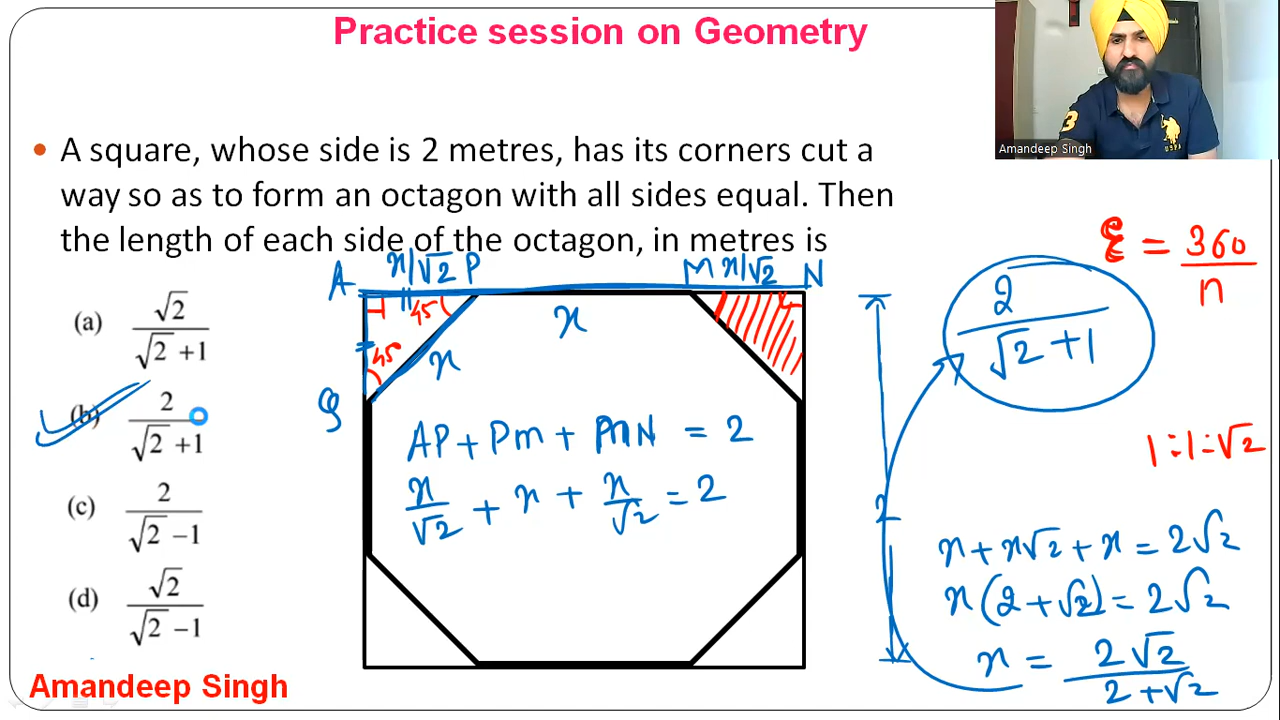 Practice session on Geometry
Amandeep Singh
• A square, whose side is 2 metres, has its corners cut a
way so as to form an octagon with all sides equal. Then
the length of each side of the octagon, in metres is
(a) √2 / √2 + 1
(b) 2 / √2 + 1
(c) 2 / √2 − 1
(d) √2 / √2 − 1
A x/√2 P M x/√2 N
45
x
45
x
AP + PM + MN = 2
x/√2 + x + x/√2 = 2
2
2 / √2 + 1
= 360 / n
1 : 1 : √2
x + x√2 + x = 2√2
x(2 + √2) = 2√2
x = 2√2 / 2 + √2
Amandeep Singh